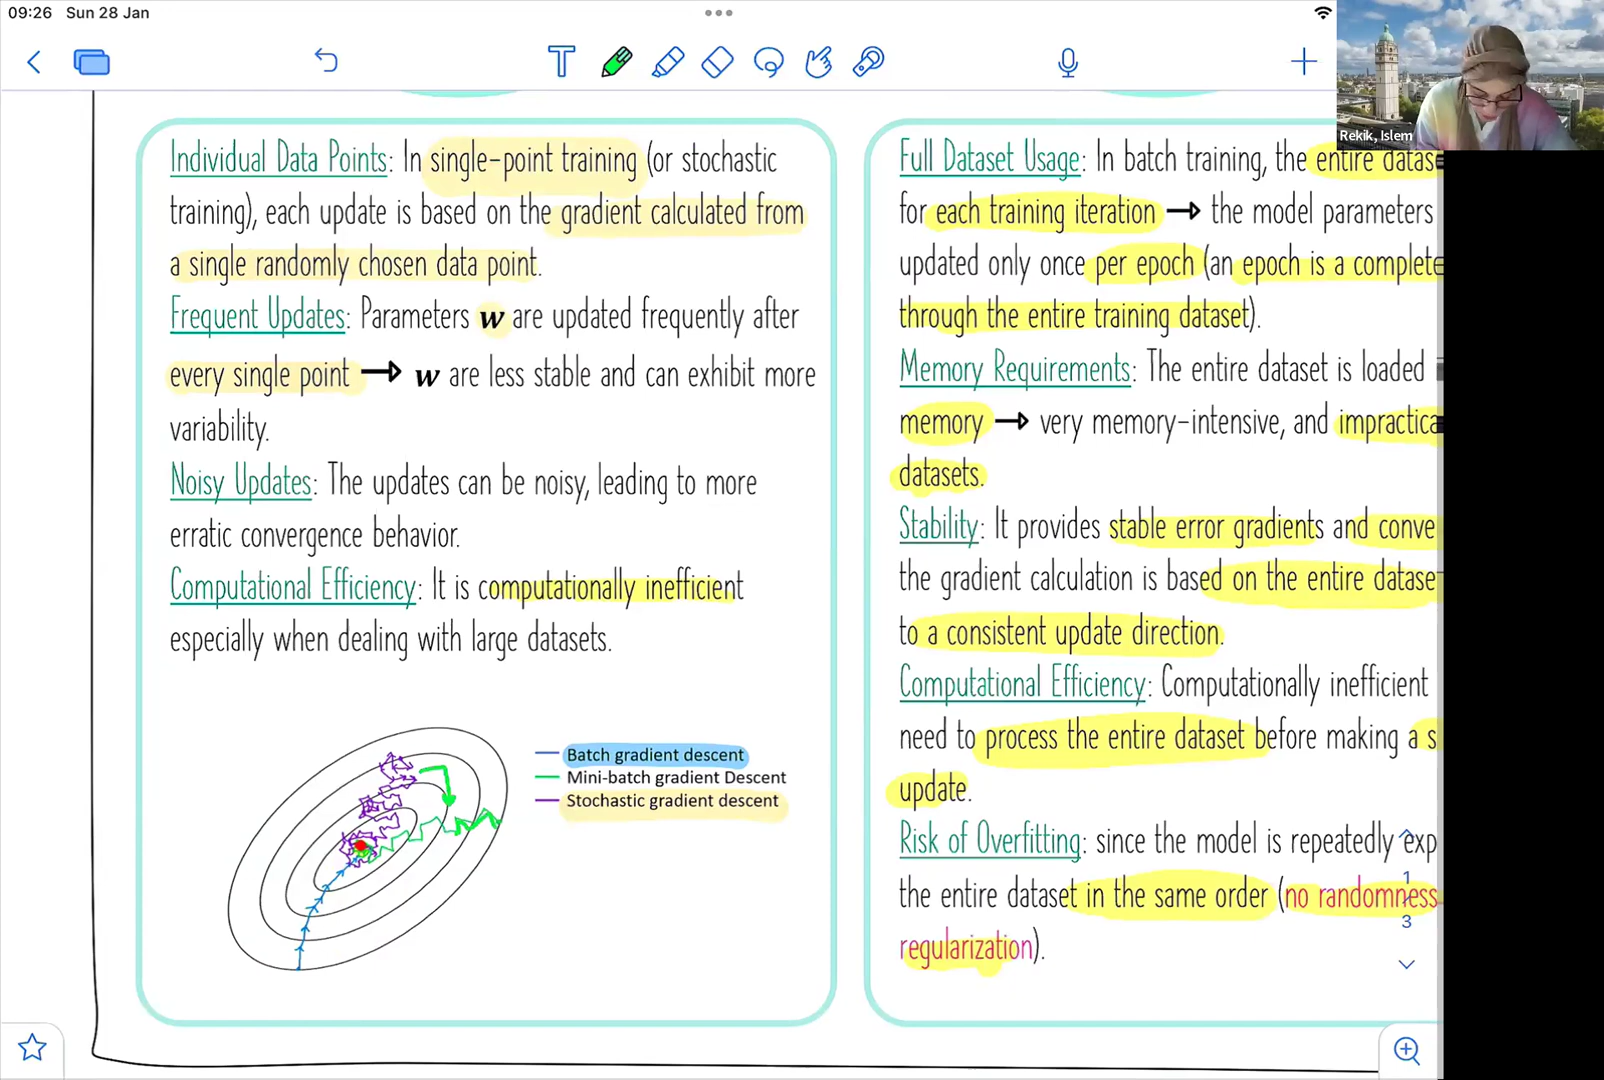 09:26 Sun 28 Jan
Rekik, Islem
Individual Data Points: In single-point training (or stochastic
training), each update is based on the gradient calculated from
a single randomly chosen data point.
Frequent Updates: Parameters w are updated frequently after
every single point → w are less stable and can exhibit more
variability.
Noisy Updates: The updates can be noisy, leading to more
erratic convergence behavior.
Computational Efficiency: It is computationally inefficient
especially when dealing with large datasets.
Batch gradient descent
Mini-batch gradient Descent
Stochastic gradient descent
Full Dataset Usage: In batch training, the entire datas
for each training iteration → the model parameters
updated only once per epoch (an epoch is a complete
through the entire training dataset).
Memory Requirements: The entire dataset is loaded
memory → very memory-intensive, and impractica
datasets.
Stability: It provides stable error gradients and conve
the gradient calculation is based on the entire datase
to a consistent update direction.
Computational Efficiency: Computationally inefficient
need to process the entire dataset before making a s
update.
Risk of Overfitting: since the model is repeatedly exp
the entire dataset in the same order (no randomness
regularization).
1
3